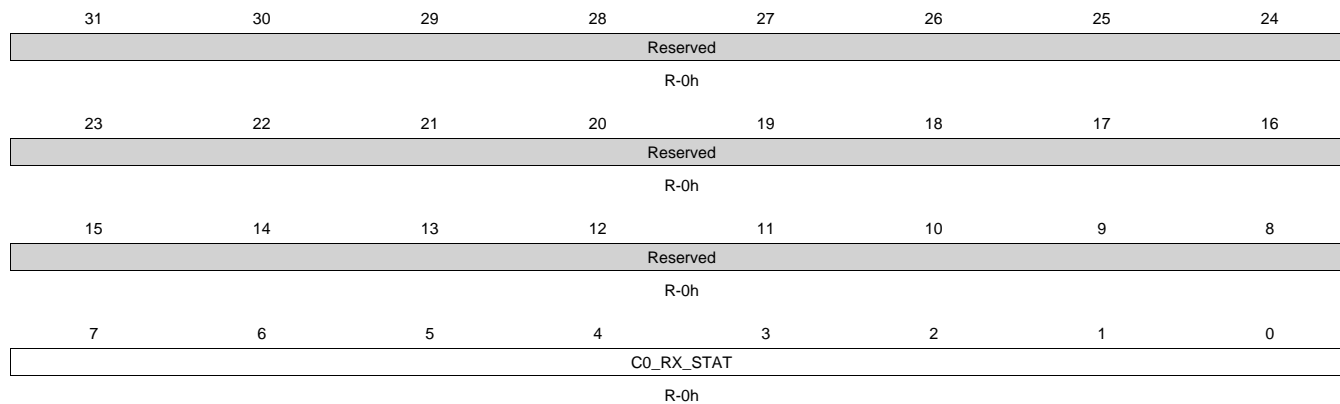 31 30 29 28 27 26 25 24
Reserved
R-0h
23 22 21 20 19 18 17 16
Reserved
R-0h
15 14 13 12 11 10 9 8
Reserved
R-0h
7 6 5 4 3 2 1 0
C0_RX_STAT
R-0h